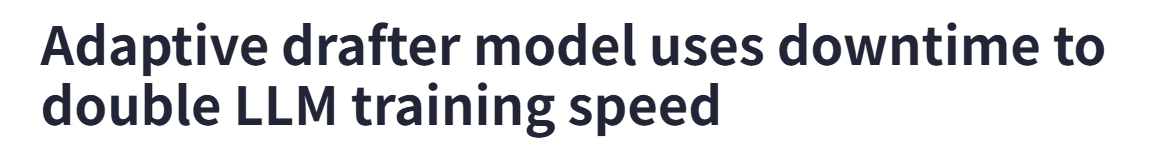 Adaptive drafter model uses downtime to
double LLM training speed